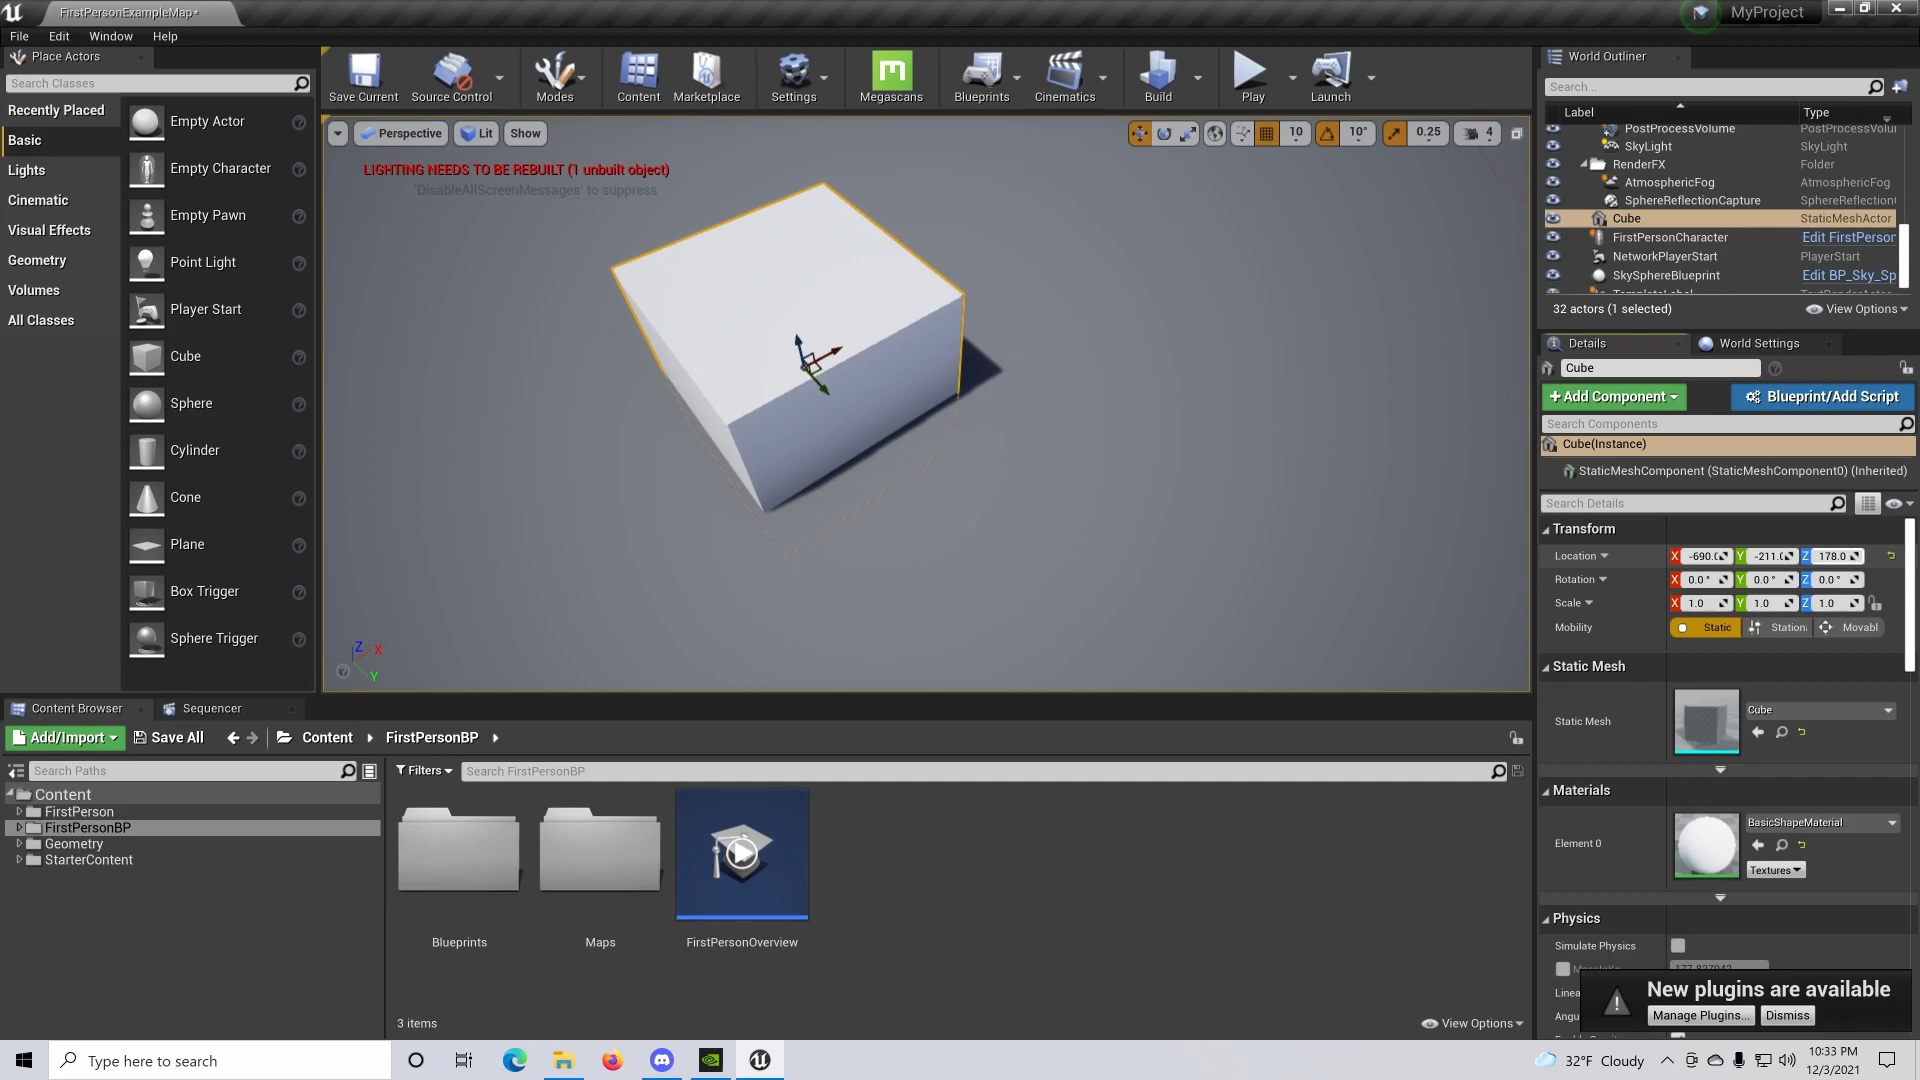 FirstPersonExampleMap*
MyProject
File Edit Window Help
Place Actors
Search Classes
Recently Placed
Basic
Lights
Cinematic
Visual Effects
Geometry
Volumes
All Classes
Empty Actor
Empty Character
Empty Pawn
Point Light
Player Start
Cube
Sphere
Cylinder
Cone
Plane
Box Trigger
Sphere Trigger
Save Current Source Control Modes Content Marketplace Settings Megascans Blueprints Cinematics Build Play Launch
Perspective Lit Show
10 10° 0.25 4
LIGHTING NEEDS TO BE REBUILT (1 unbuilt object)
'DisableAllScreenMessages' to suppress
Z X
Y
World Outliner
Search...
Label Type
PostProcessVolume PostProcessVolu
SkyLight SkyLight
RenderFX Folder
AtmosphericFog AtmosphericFog
SphereReflectionCapture SphereReflection
Cube StaticMeshActor
FirstPersonCharacter Edit FirstPerson
NetworkPlayerStart PlayerStart
SkySphereBlueprint Edit BP_Sky_Sp
32 actors (1 selected) View Options
Details World Settings
Cube
+Add Component Blueprint/Add Script
Search Components
Cube(Instance)
StaticMeshComponent (StaticMeshComponent0) (Inherited)
Search Details
Transform
Location X -690.( Y -211.( Z 178.0
Rotation X 0.0 ° Y 0.0 ° Z 0.0 °
Scale X 1.0 Y 1.0 Z 1.0
Mobility Static Station Movabl
Static Mesh
Static Mesh Cube
Materials
Element 0 BasicShapeMaterial
Textures
Physics
Simulate Physics
Linea
Angu
New plugins are available
Manage Plugins... Dismiss
Content Browser Sequencer
Add/Import Save All Content FirstPersonBP
Search Paths
Content
FirstPerson
FirstPersonBP
Geometry
StarterContent
Filters Search FirstPersonBP
Blueprints Maps FirstPersonOverview
3 items View Options
Type here to search
32°F Cloudy
10:33 PM
12/3/2021